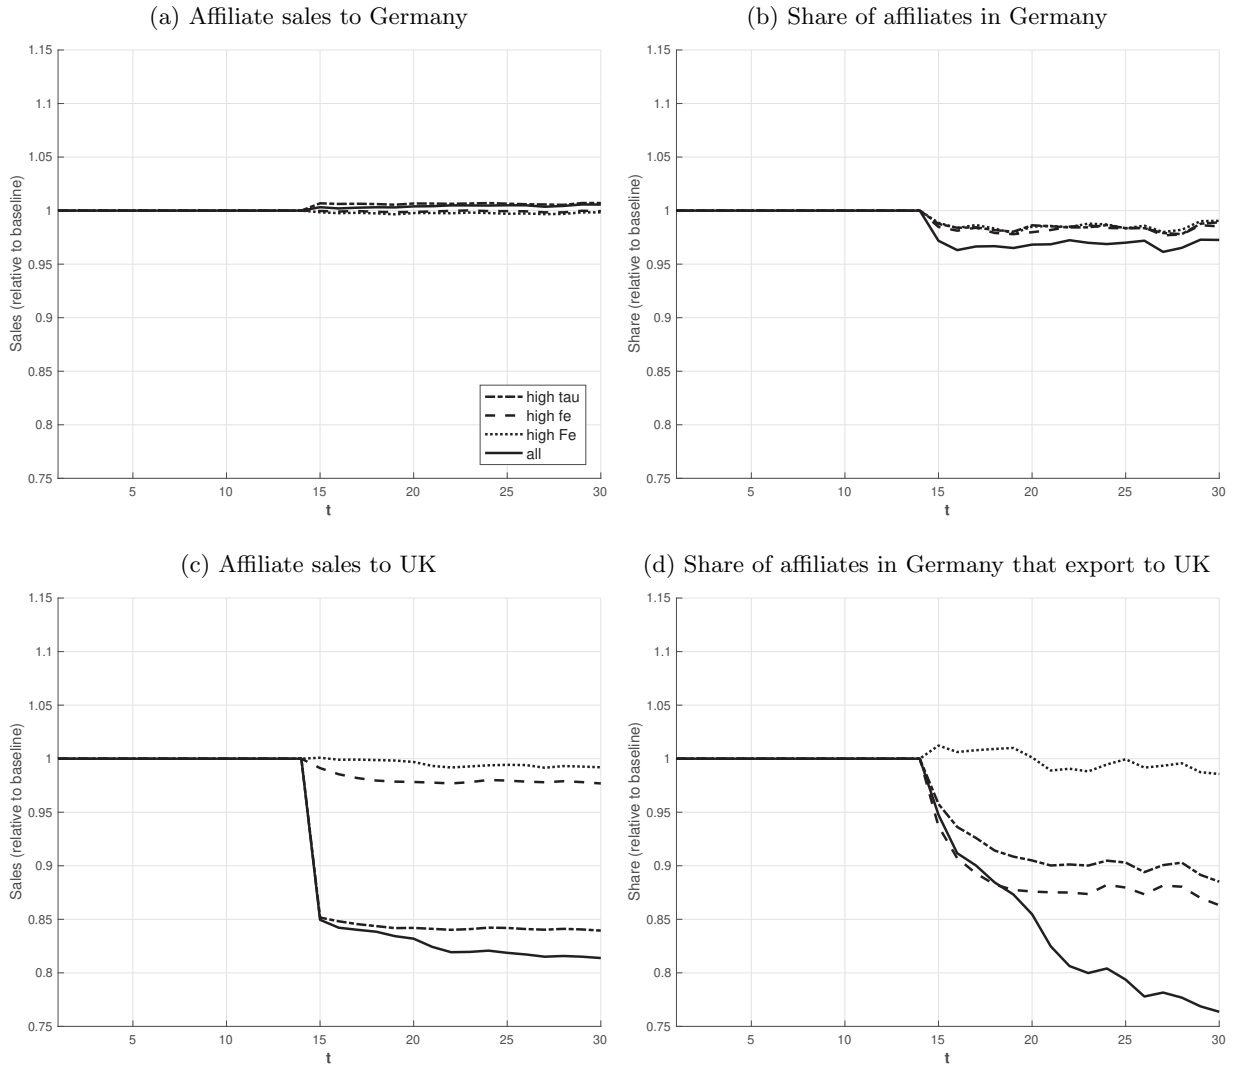 (a) Affiliate sales to Germany
1.15
1.1
1.05
1
0.95
0.9
0.85
0.8
0.75
Sales (relative to baseline)
high tau
high fe
high Fe
all
5 10 15 20 25 30
t
(b) Share of affiliates in Germany
1.15
1.1
1.05
1
0.95
0.9
0.85
0.8
0.75
Share (relative to baseline)
5 10 15 20 25 30
t
(c) Affiliate sales to UK
1.15
1.1
1.05
1
0.95
0.9
0.85
0.8
0.75
Sales (relative to baseline)
5 10 15 20 25 30
t
(d) Share of affiliates in Germany that export to UK
1.15
1.1
1.05
1
0.95
0.9
0.85
0.8
0.75
Share (relative to baseline)
5 10 15 20 25 30
t